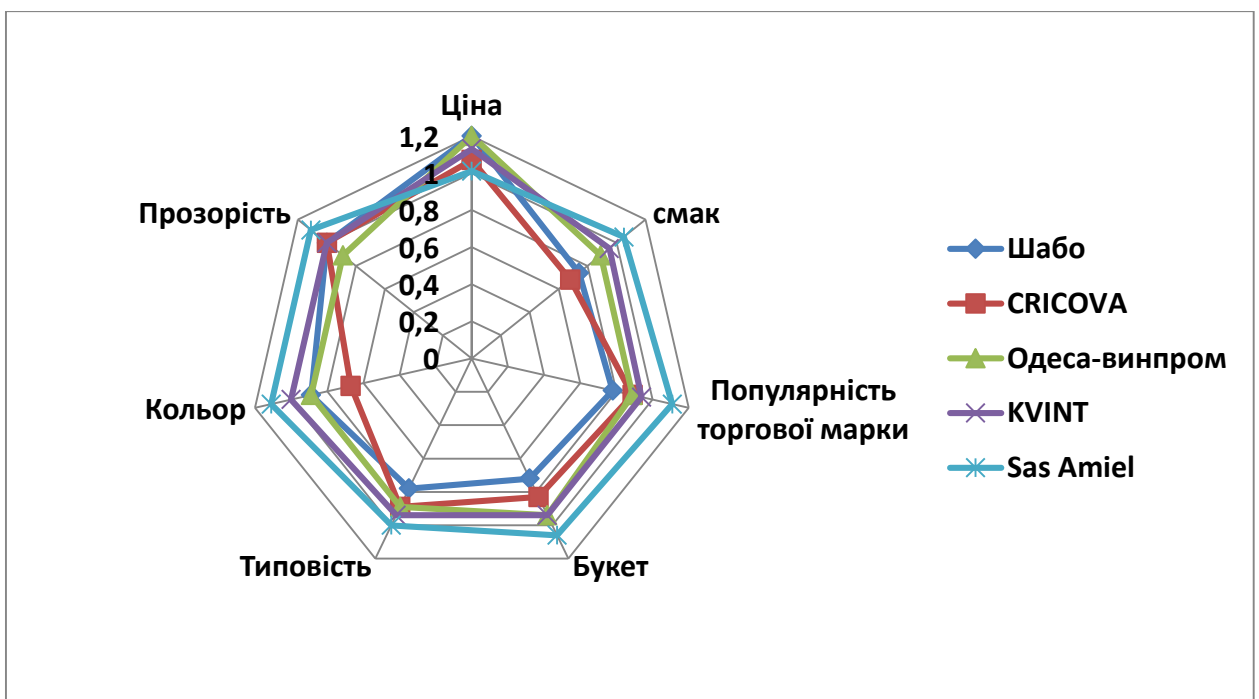 Ціна
1,2
1
0,8
0,6
0,4
0,2
0
смак
Популярність
торгової марки
Букет
Типовість
Кольор
Прозорість
Шабо
CRICOVA
Одеса-винпром
KVINT
Sas Amiel